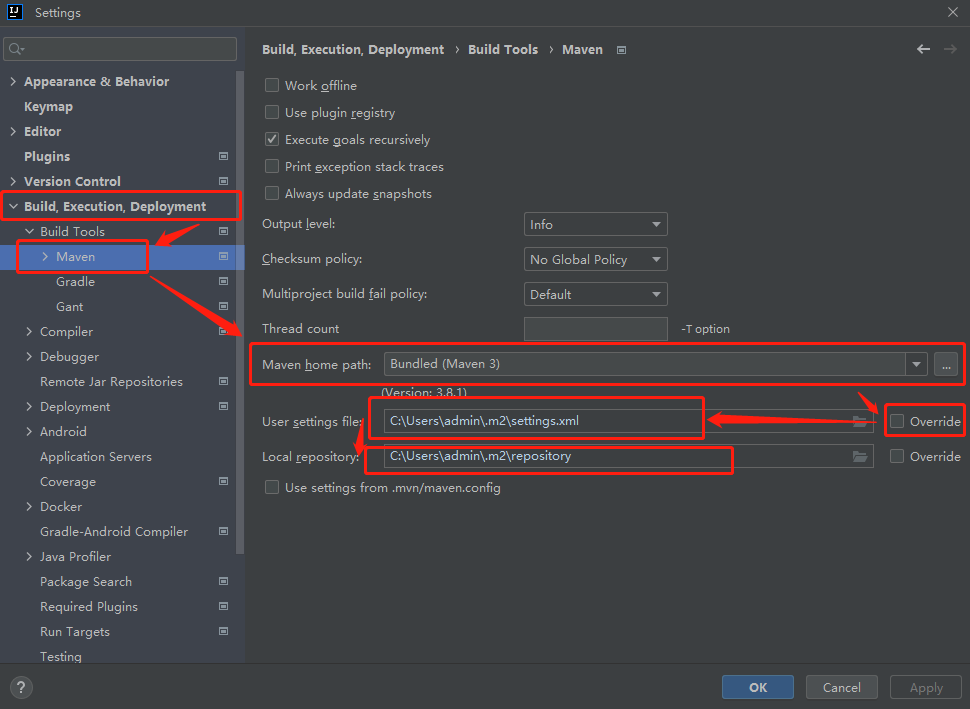 IJ Settings
Appearance & Behavior
Keymap
Editor
Plugins
Version Control
Build, Execution, Deployment
Build Tools
Maven
Gradle
Gant
Compiler
Debugger
Remote Jar Repositories
Deployment
Android
Application Servers
Coverage
Docker
Gradle-Android Compiler
Java Profiler
Package Search
Required Plugins
Run Targets
Testing
Build, Execution, Deployment › Build Tools › Maven
Work offline
Use plugin registry
Execute goals recursively
Print exception stack traces
Always update snapshots
Output level: Info
Checksum policy: No Global Policy
Multiproject build fail policy: Default
Thread count -T option
Maven home path: Bundled (Maven 3) ...
(Version: 3.8.1)
User settings file: C:\Users\admin\.m2\settings.xml Override
Local repository: C:\Users\admin\.m2\repository Override
Use settings from .mvn/maven.config
? OK Cancel Apply